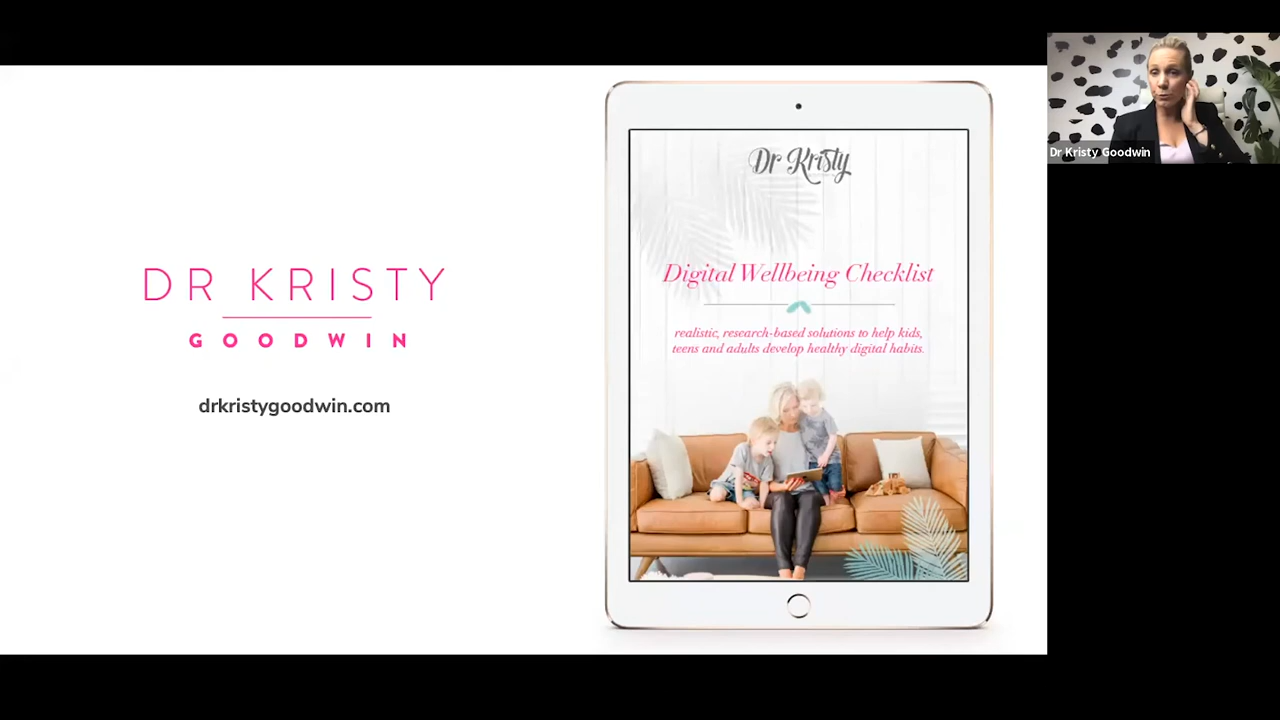 DR KRISTY
GOODWIN
drkristygoodwin.com
Dr Kristy
Digital Wellbeing Checklist
realistic, research-based solutions to help kids,
teens and adults develop healthy digital habits.
Dr Kristy Goodwin